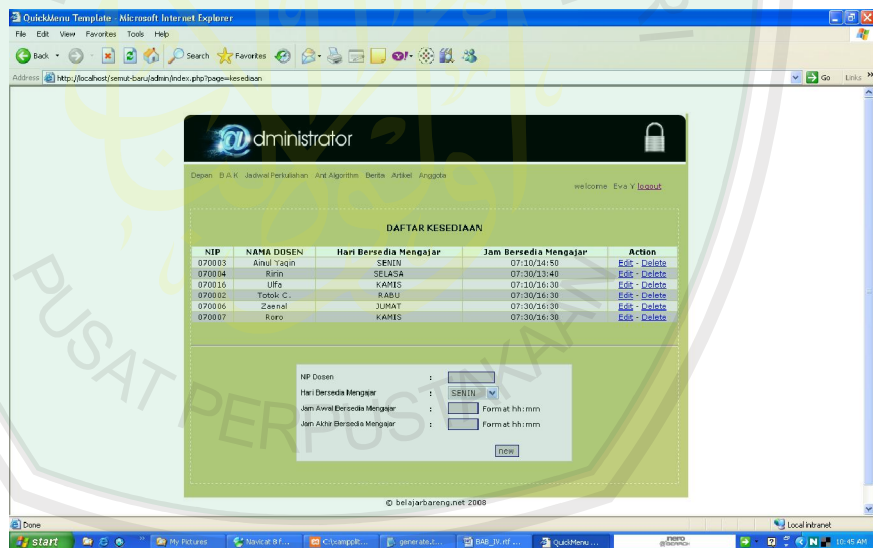 QuickMenu Template - Microsoft Internet Explorer
File Edit View Favorites Tools Help
Back Search Favorites
Address http://localhost/semut-baru/admin/index.php?page=kesediaan Go Links
@dministrator
Depan B A K Jadwal Perkuliahan Ant Algorithm Berita Artikel Anggota
welcome Eva Y logout
DAFTAR KESEDIAAN
NIP NAMA DOSEN Hari Bersedia Mengajar Jam Bersedia Mengajar Action
070003 Ainul Yaqin SENIN 07:10/14:50 Edit - Delete
070004 Ririn SELASA 07:30/13:40 Edit - Delete
070016 Ulfa KAMIS 07:10/16:30 Edit - Delete
070002 Totok C. RABU 07:30/16:30 Edit - Delete
070006 Zaenal JUMAT 07:30/16:30 Edit - Delete
070007 Roro KAMIS 07:30/16:30 Edit - Delete
NIP Dosen :
Hari Bersedia Mengajar : SENIN
Jam Awal Bersedia Mengajar : Format hh:mm
Jam Akhir Bersedia Mengajar : Format hh:mm
new
© belajarbareng.net 2008
PUSAT PERPUSTAKAAN
Done Local intranet
start My Pictures Navicat 8 f... C:\xampplit... generate.t... BAB_IV.rtf ... QuickMenu ... nero 10:45 AM